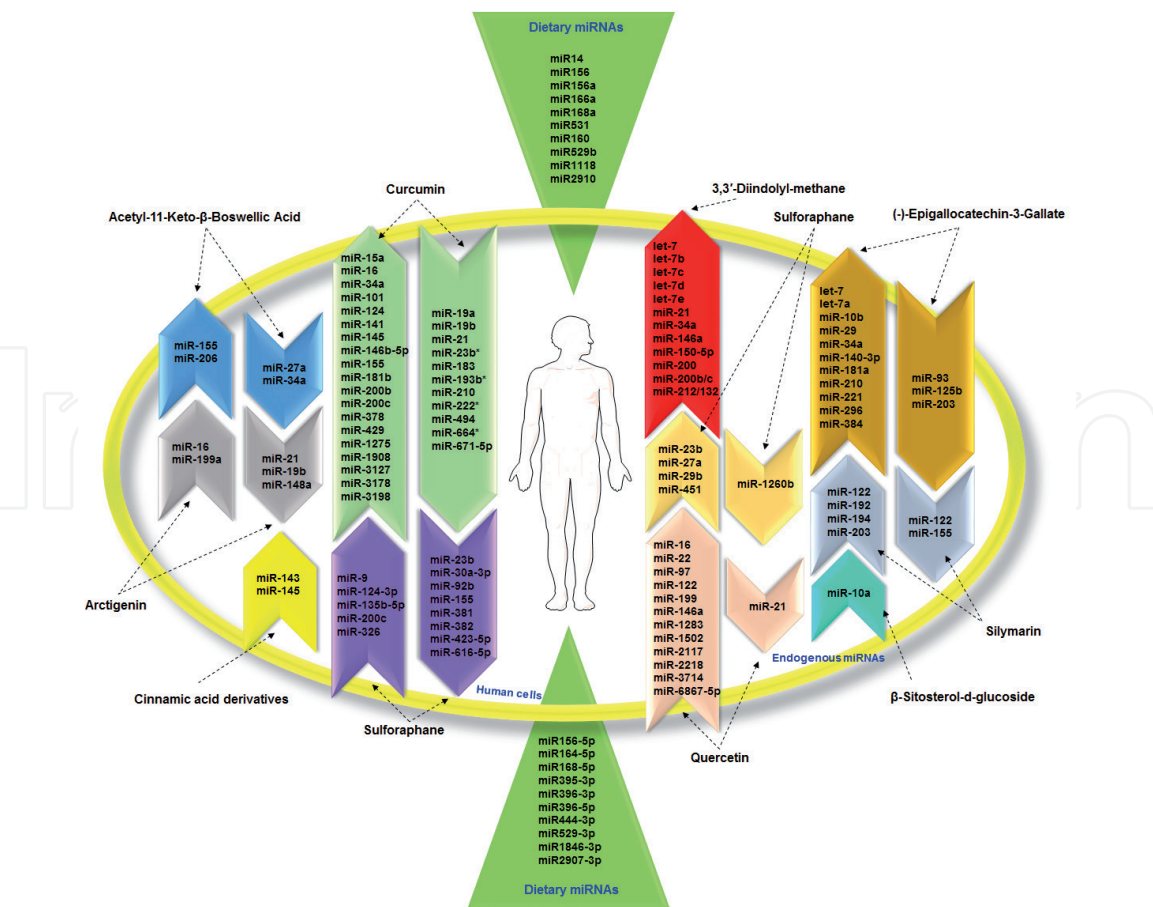 Dietary miRNAs
miR14
miR156
miR156a
miR166a
miR168a
miR531
miR160
miR529b
miR1118
miR2910
Curcumin
Acetyl-11-Keto-β-Boswellic Acid
3,3′-Diindolyl-methane
Sulforaphane
(-)-Epigallocatechin-3-Gallate
miR-155
miR-206
miR-27a
miR-34a
miR-16
miR-199a
miR-21
miR-19b
miR-148a
miR-143
miR-145
miR-15a
miR-16
miR-34a
miR-101
miR-124
miR-141
miR-145
miR-146b-5p
miR-155
miR-181b
miR-200b
miR-200c
miR-378
miR-429
miR-1275
miR-1908
miR-3127
miR-3178
miR-3198
miR-19a
miR-19b
miR-21
miR-23b*
miR-183
miR-193b*
miR-210
miR-222*
miR-494
miR-664*
miR-671-5p
miR-9
miR-124-3p
miR-135b-5p
miR-200c
miR-326
miR-23b
miR-30a-3p
miR-92b
miR-155
miR-381
miR-382
miR-423-5p
miR-616-5p
let-7
let-7b
let-7c
let-7d
let-7e
miR-21
miR-34a
miR-146a
miR-150-5p
miR-200
miR-200b/c
miR-212/132
miR-23b
miR-27a
miR-29b
miR-451
miR-1260b
miR-16
miR-22
miR-97
miR-122
miR-199
miR-146a
miR-1283
miR-1502
miR-2117
miR-2218
miR-3714
miR-6867-5p
miR-21
let-7
let-7a
miR-10b
miR-29
miR-34a
miR-140-3p
miR-181a
miR-210
miR-221
miR-296
miR-384
miR-93
miR-125b
miR-203
miR-122
miR-192
miR-194
miR-203
miR-122
miR-155
miR-10a
Arctigenin
Cinnamic acid derivatives
Sulforaphane
Human cells
Endogenous miRNAs
Silymarin
β-Sitosterol-d-glucoside
Quercetin
miR156-5p
miR164-5p
miR168-5p
miR395-3p
miR396-3p
miR396-5p
miR444-3p
miR529-3p
miR1846-3p
miR2907-3p
Dietary miRNAs